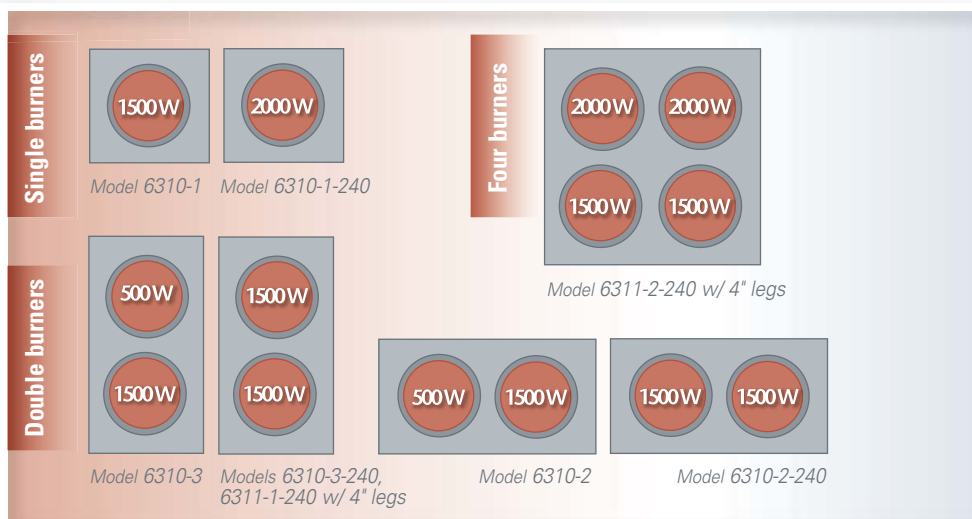 Single burners
1500W
2000W
Model 6310-1
Model 6310-1-240
Four burners
2000W
2000W
1500W
1500W
Model 6311-2-240 w/ 4" legs
Double burners
500W
1500W
Model 6310-3
1500W
1500W
Models 6310-3-240,
6311-1-240 w/ 4" legs
500W
1500W
Model 6310-2
1500W
1500W
Model 6310-2-240